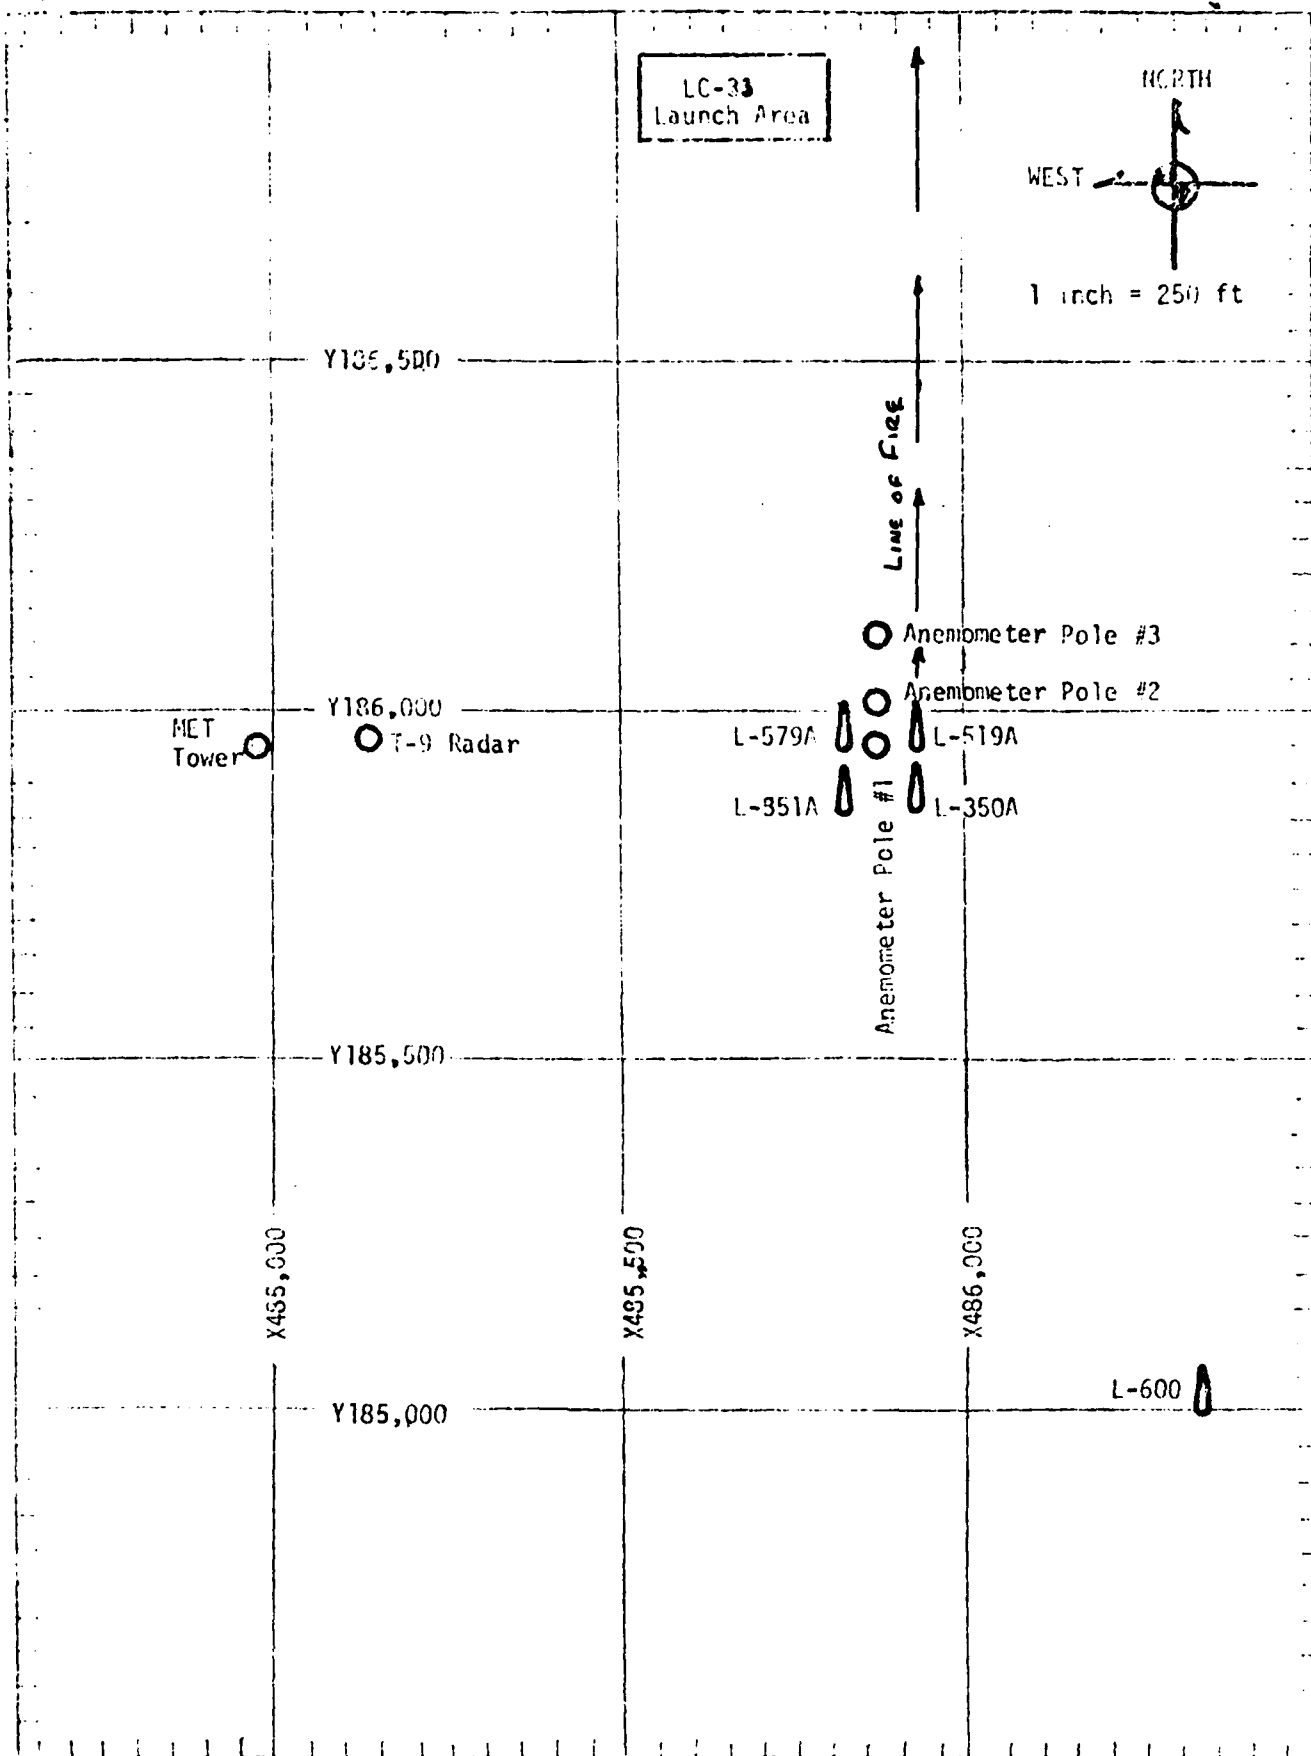 LC-33
Launch Area
NORTH
WEST
1 inch = 250 ft
Y186,500
LINE OF FIRE
Anemometer Pole #3
Anemometer Pole #2
Y186,000
MET
Tower
T-9 Radar
L-579A
L-519A
L-351A
L-350A
Anemometer Pole #1
Y185,500
X485,000
X485,500
X486,000
L-600
Y185,000